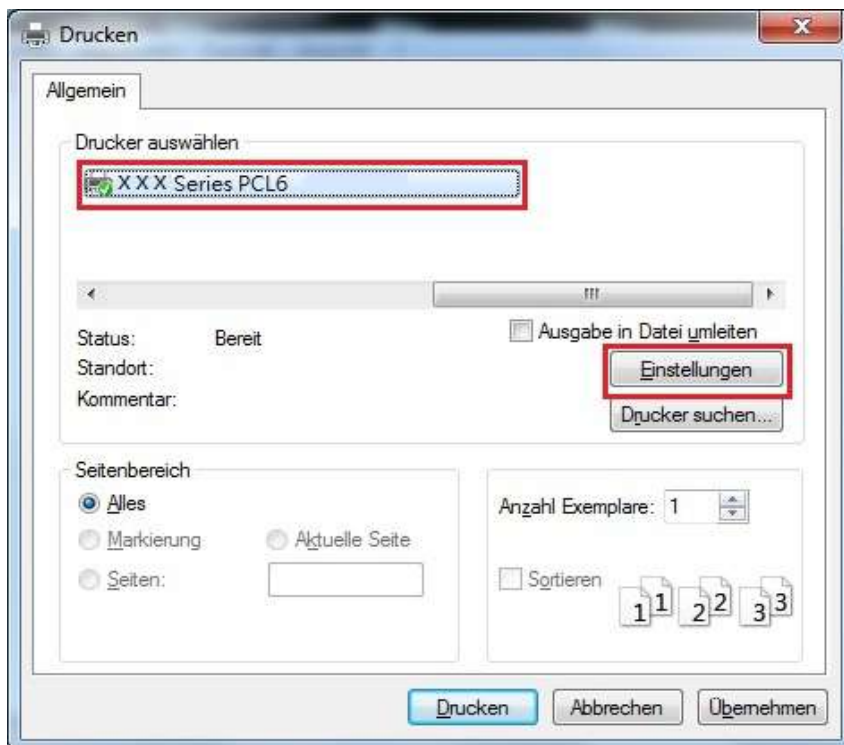 Drucken
Allgemein
Drucker auswählen
X X X Series PCL6
Status: Bereit
Standort:
Kommentar:
Ausgabe in Datei umleiten
Einstellungen
Drucker suchen...
Seitenbereich
Alles
Markierung Aktuelle Seite
Seiten:
Anzahl Exemplare: 1
Sortieren
1 1 2 2 3 3
Drucken Abbrechen Übernehmen